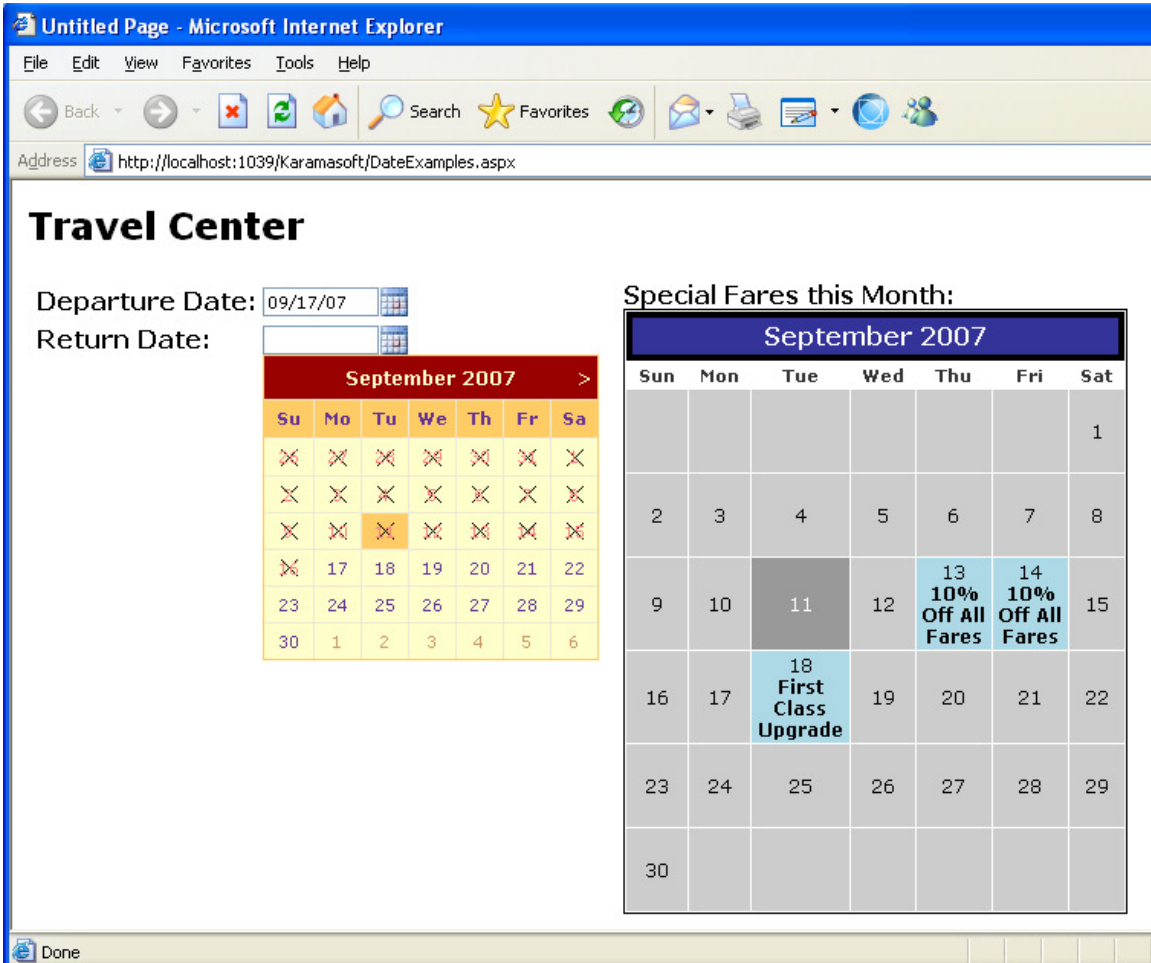 Untitled Page - Microsoft Internet Explorer
File Edit View Favorites Tools Help
Back Search Favorites
Address http://localhost:1039/Karamasoft/DateExamples.aspx
Travel Center
Departure Date: 09/17/07
Return Date:
September 2007 >
Su Mo Tu We Th Fr Sa
17 18 19 20 21 22
23 24 25 26 27 28 29
30 1 2 3 4 5 6
Special Fares this Month:
September 2007
Sun Mon Tue Wed Thu Fri Sat
1
2 3 4 5 6 7 8
9 10 11 12 13 10% Off All Fares 14 10% Off All Fares 15
16 17 18 First Class Upgrade 19 20 21 22
23 24 25 26 27 28 29
30
Done